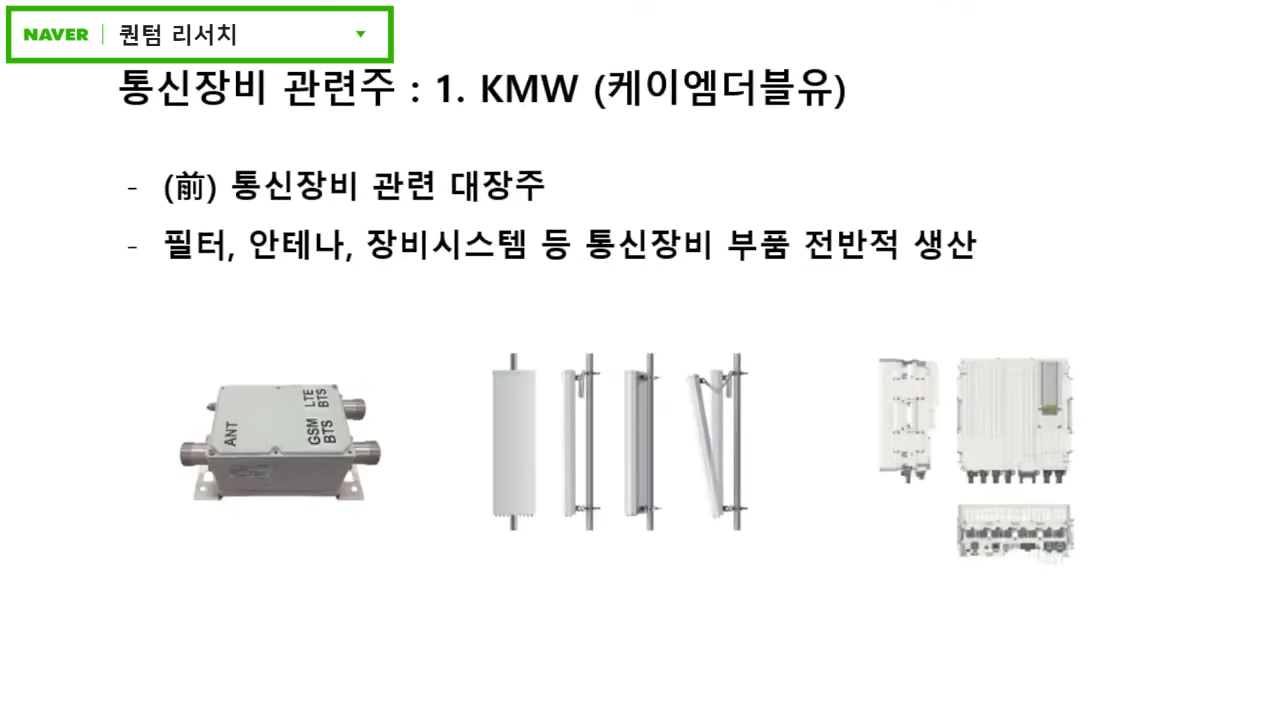 NAVER 퀀텀 리서치
통신장비 관련주 : 1. KMW (케이엠더블유)
- (前) 통신장비 관련 대장주
- 필터, 안테나, 장비시스템 등 통신장비 부품 전반적 생산
ANT
LTE
BTS
GSM
BTS